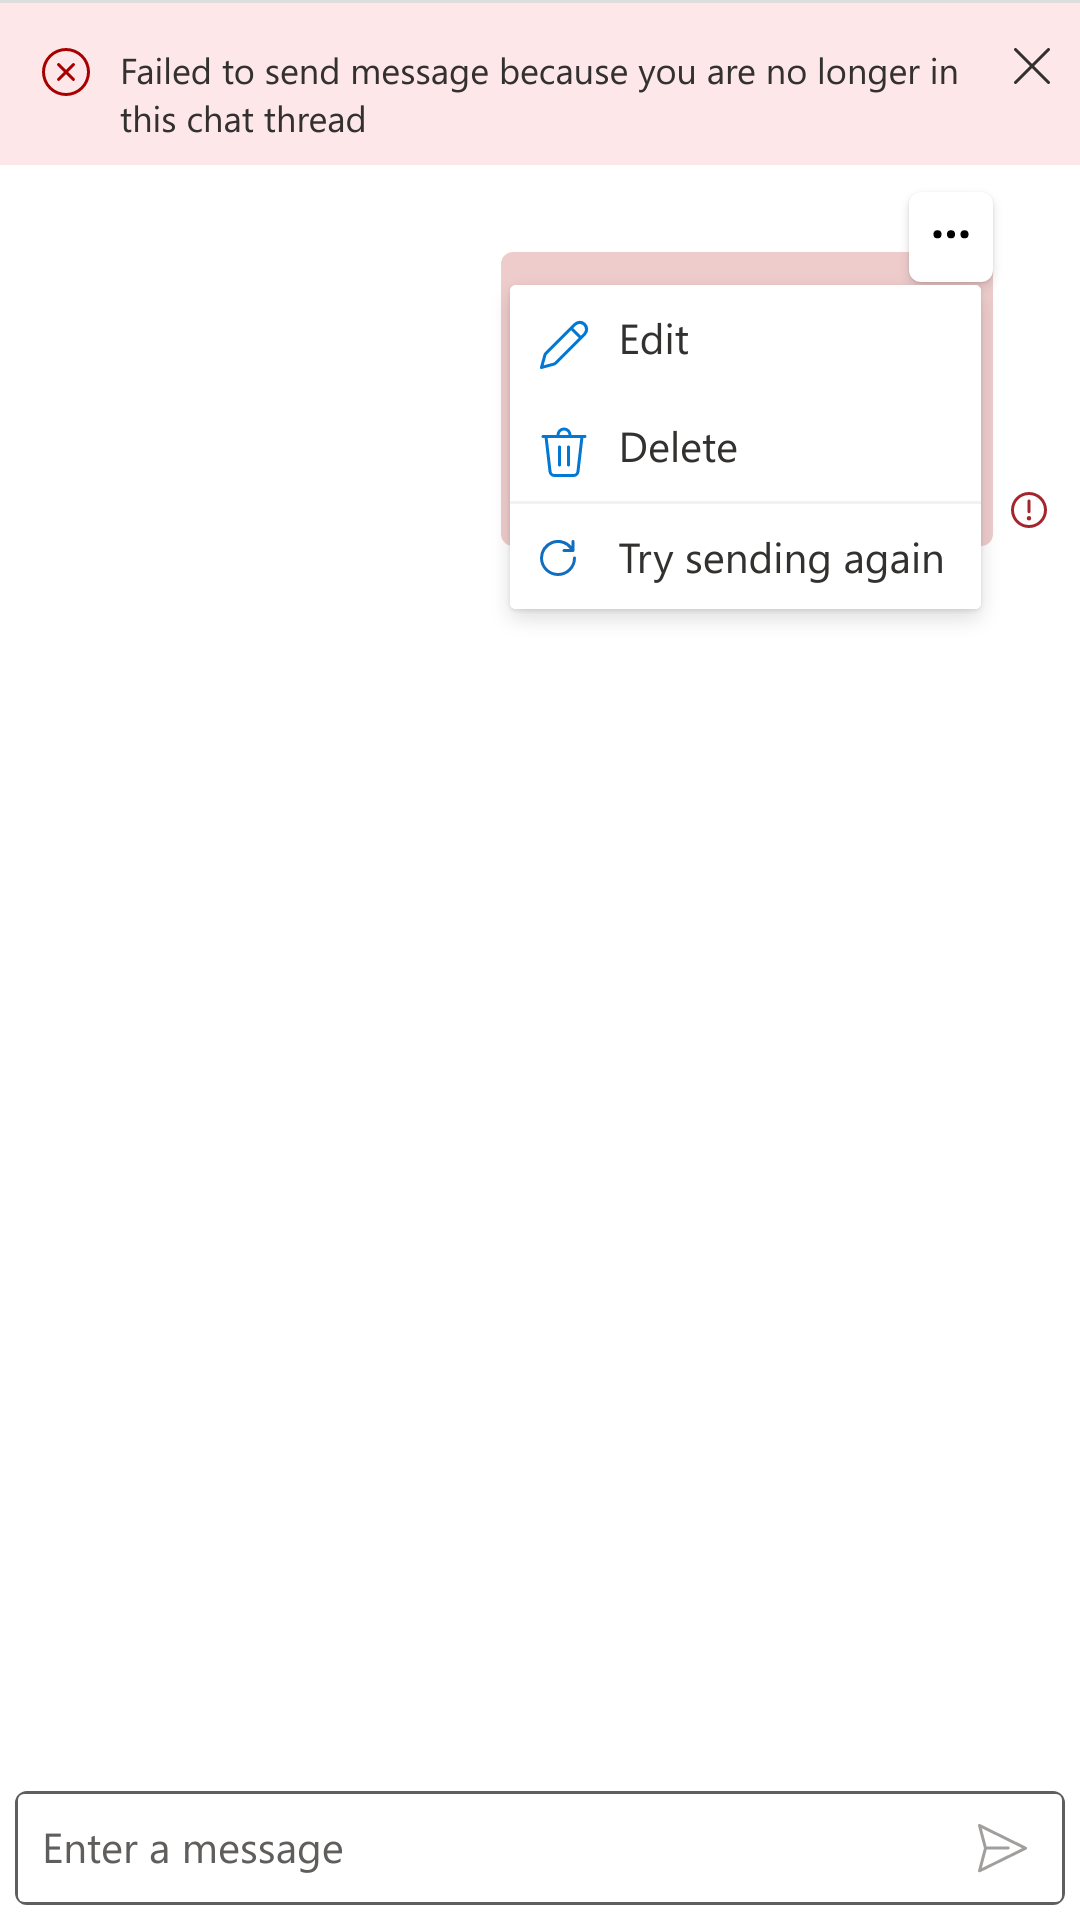 Failed to send message because you are no longer in
this chat thread
Edit
Delete
Try sending again
Enter a message